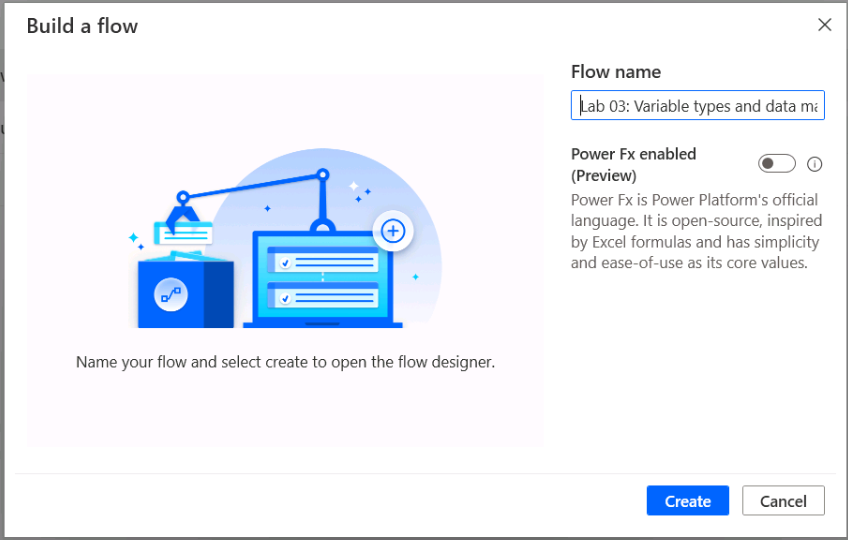 Build a flow
Flow name
Lab 03: Variable types and data ma
Power Fx enabled
(Preview)
Power Fx is Power Platform's official
language. It is open-source, inspired
by Excel formulas and has simplicity
and ease-of-use as its core values.
Name your flow and select create to open the flow designer.
Create
Cancel